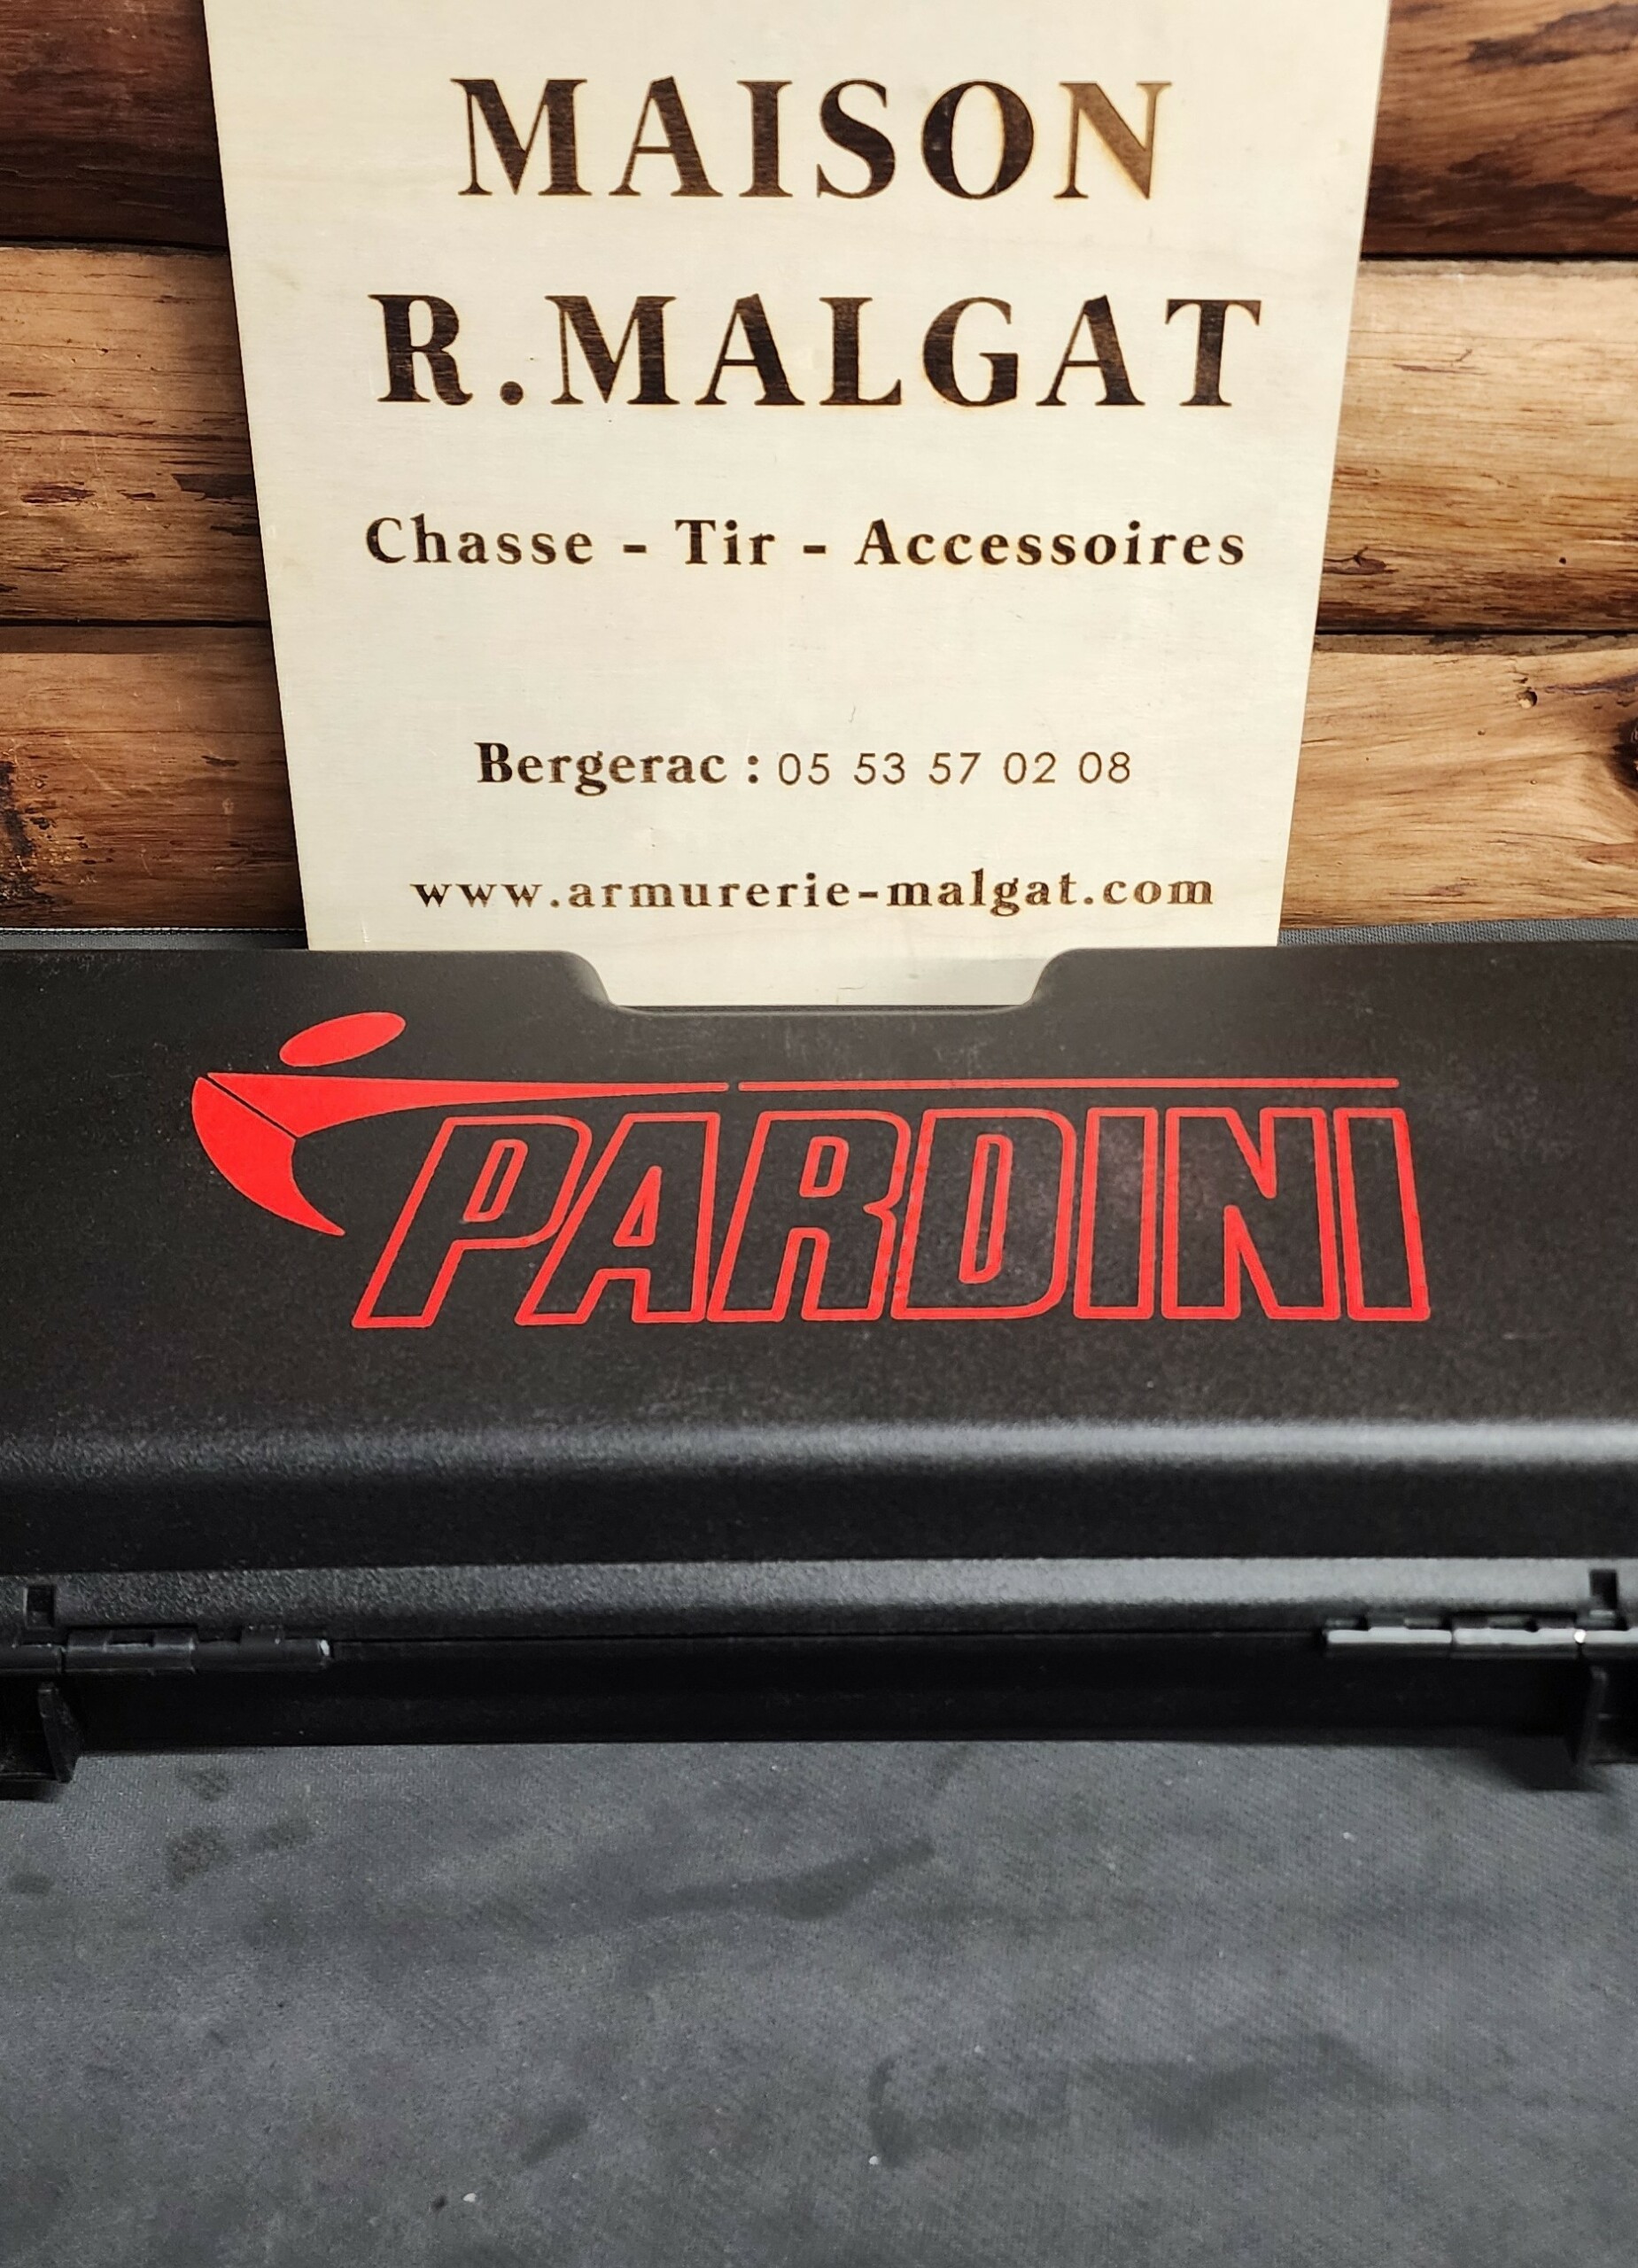 MAISON
R.MALGAT
Chasse - Tir - Accessoires
Bergerac : 05 53 57 02 08
www.armurerie-malgat.com
PARDINI